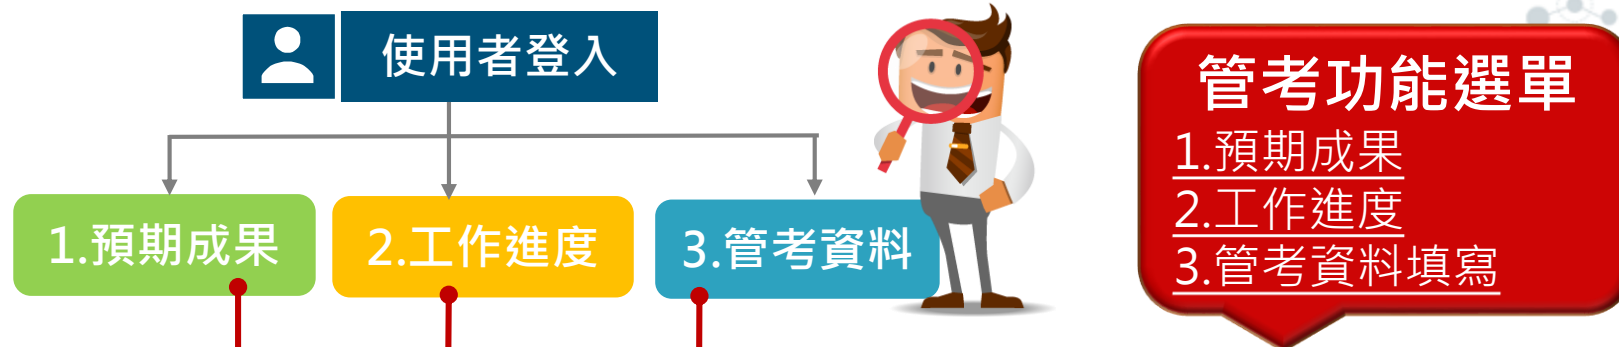 使用者登入
1.預期成果
2.工作進度
3.管考資料
管考功能選單
1.預期成果
2.工作進度
3.管考資料填寫